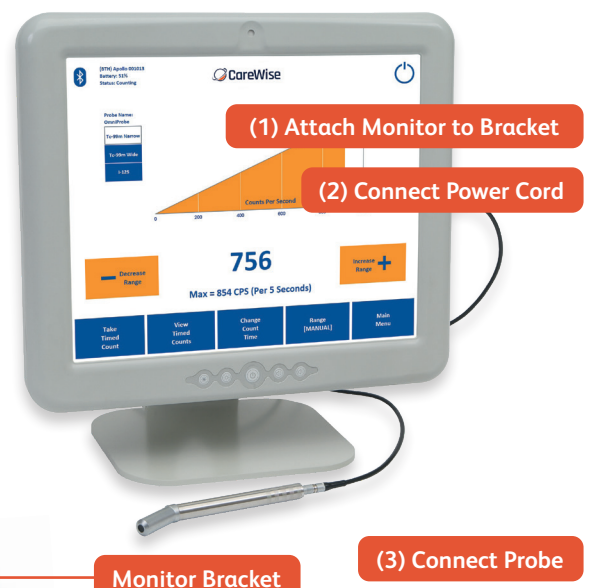 [BTH] Apollo 001018
Battery: 51%
Status: Counting
CareWise
Probe Name:
OmniProbe
Tc-99m Narrow
Tc-99m Wide
I-125
(1) Attach Monitor to Bracket
(2) Connect Power Cord
Counts Per Second
0 200 400 600
Decrease
Range
756
Increase
Range
Max = 854 CPS (Per 5 Seconds)
Take
Timed
Count
View
Timed
Counts
Change
Count
Time
Range
[MANUAL]
Main
Menu
(3) Connect Probe
Monitor Bracket